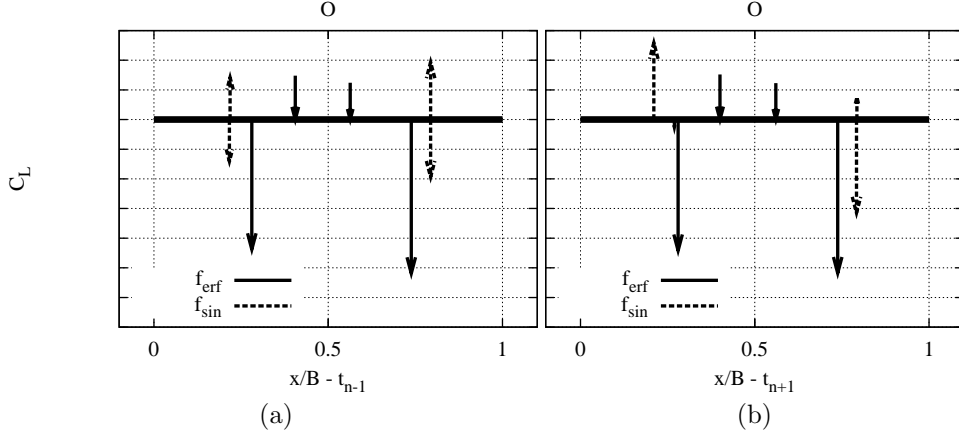 O O
C_L
f_erf
f_sin
f_erf
f_sin
0 0.5 1
0 0.5 1
x/B - t_n-1
x/B - t_n+1
(a) (b)